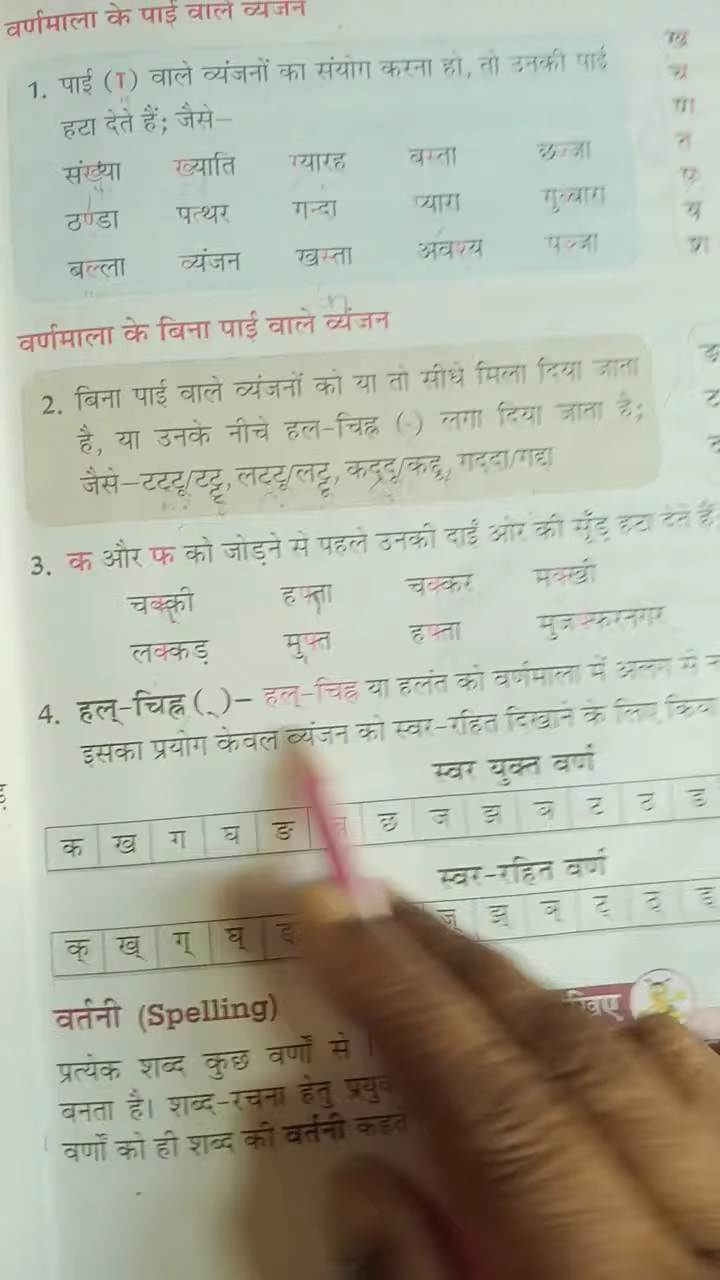 वर्णमाला के पाई वाले व्यंजन
1. पाई (ा) वाले व्यंजनों का संयोग करना हो, तो उनकी पाई
हटा देते हैं; जैसे—
संख्या ख्याति ग्यारह बस्ता छज्जा
ठण्डा पत्थर गन्दा प्यारा गुब्बारा
बल्ला व्यंजन खस्ता अवश्य पञ्जा
वर्णमाला के बिना पाई वाले व्यंजन
2. बिना पाई वाले व्यंजनों को या तो सीधे मिला दिया जाता
है, या उनके नीचे हल-चिह्न (्) लगा दिया जाता है;
जैसे—टट्टू/टट्टू, लट्टू/लट्टू, कद्दू/कद्दू, गद्दा/गद्दा
3. क और फ को जोड़ने से पहले उनकी दाईं ओर की सूँड़ हटा देते हैं
चक्की हफ्ता चक्कर मक्खी
लक्कड़ मुफ्त हफ्ता मुजफ्फरनगर
4. हल्-चिह्न (्)– हल्-चिह्न या हलंत को वर्णमाला में अलग से
इसका प्रयोग केवल व्यंजन को स्वर-रहित दिखाने के लिए किया
स्वर युक्त वर्ण
क ख ग घ ङ च छ ज झ ञ ट ठ ड
स्वर-रहित वर्ण
क् ख् ग् घ् ङ् ज् झ् ञ् ट् ठ् ड्
वर्तनी (Spelling)
प्रत्येक शब्द कुछ वर्णों से
बनता है। शब्द-रचना हेतु
वर्णों को ही शब्द की वर्तनी कहते